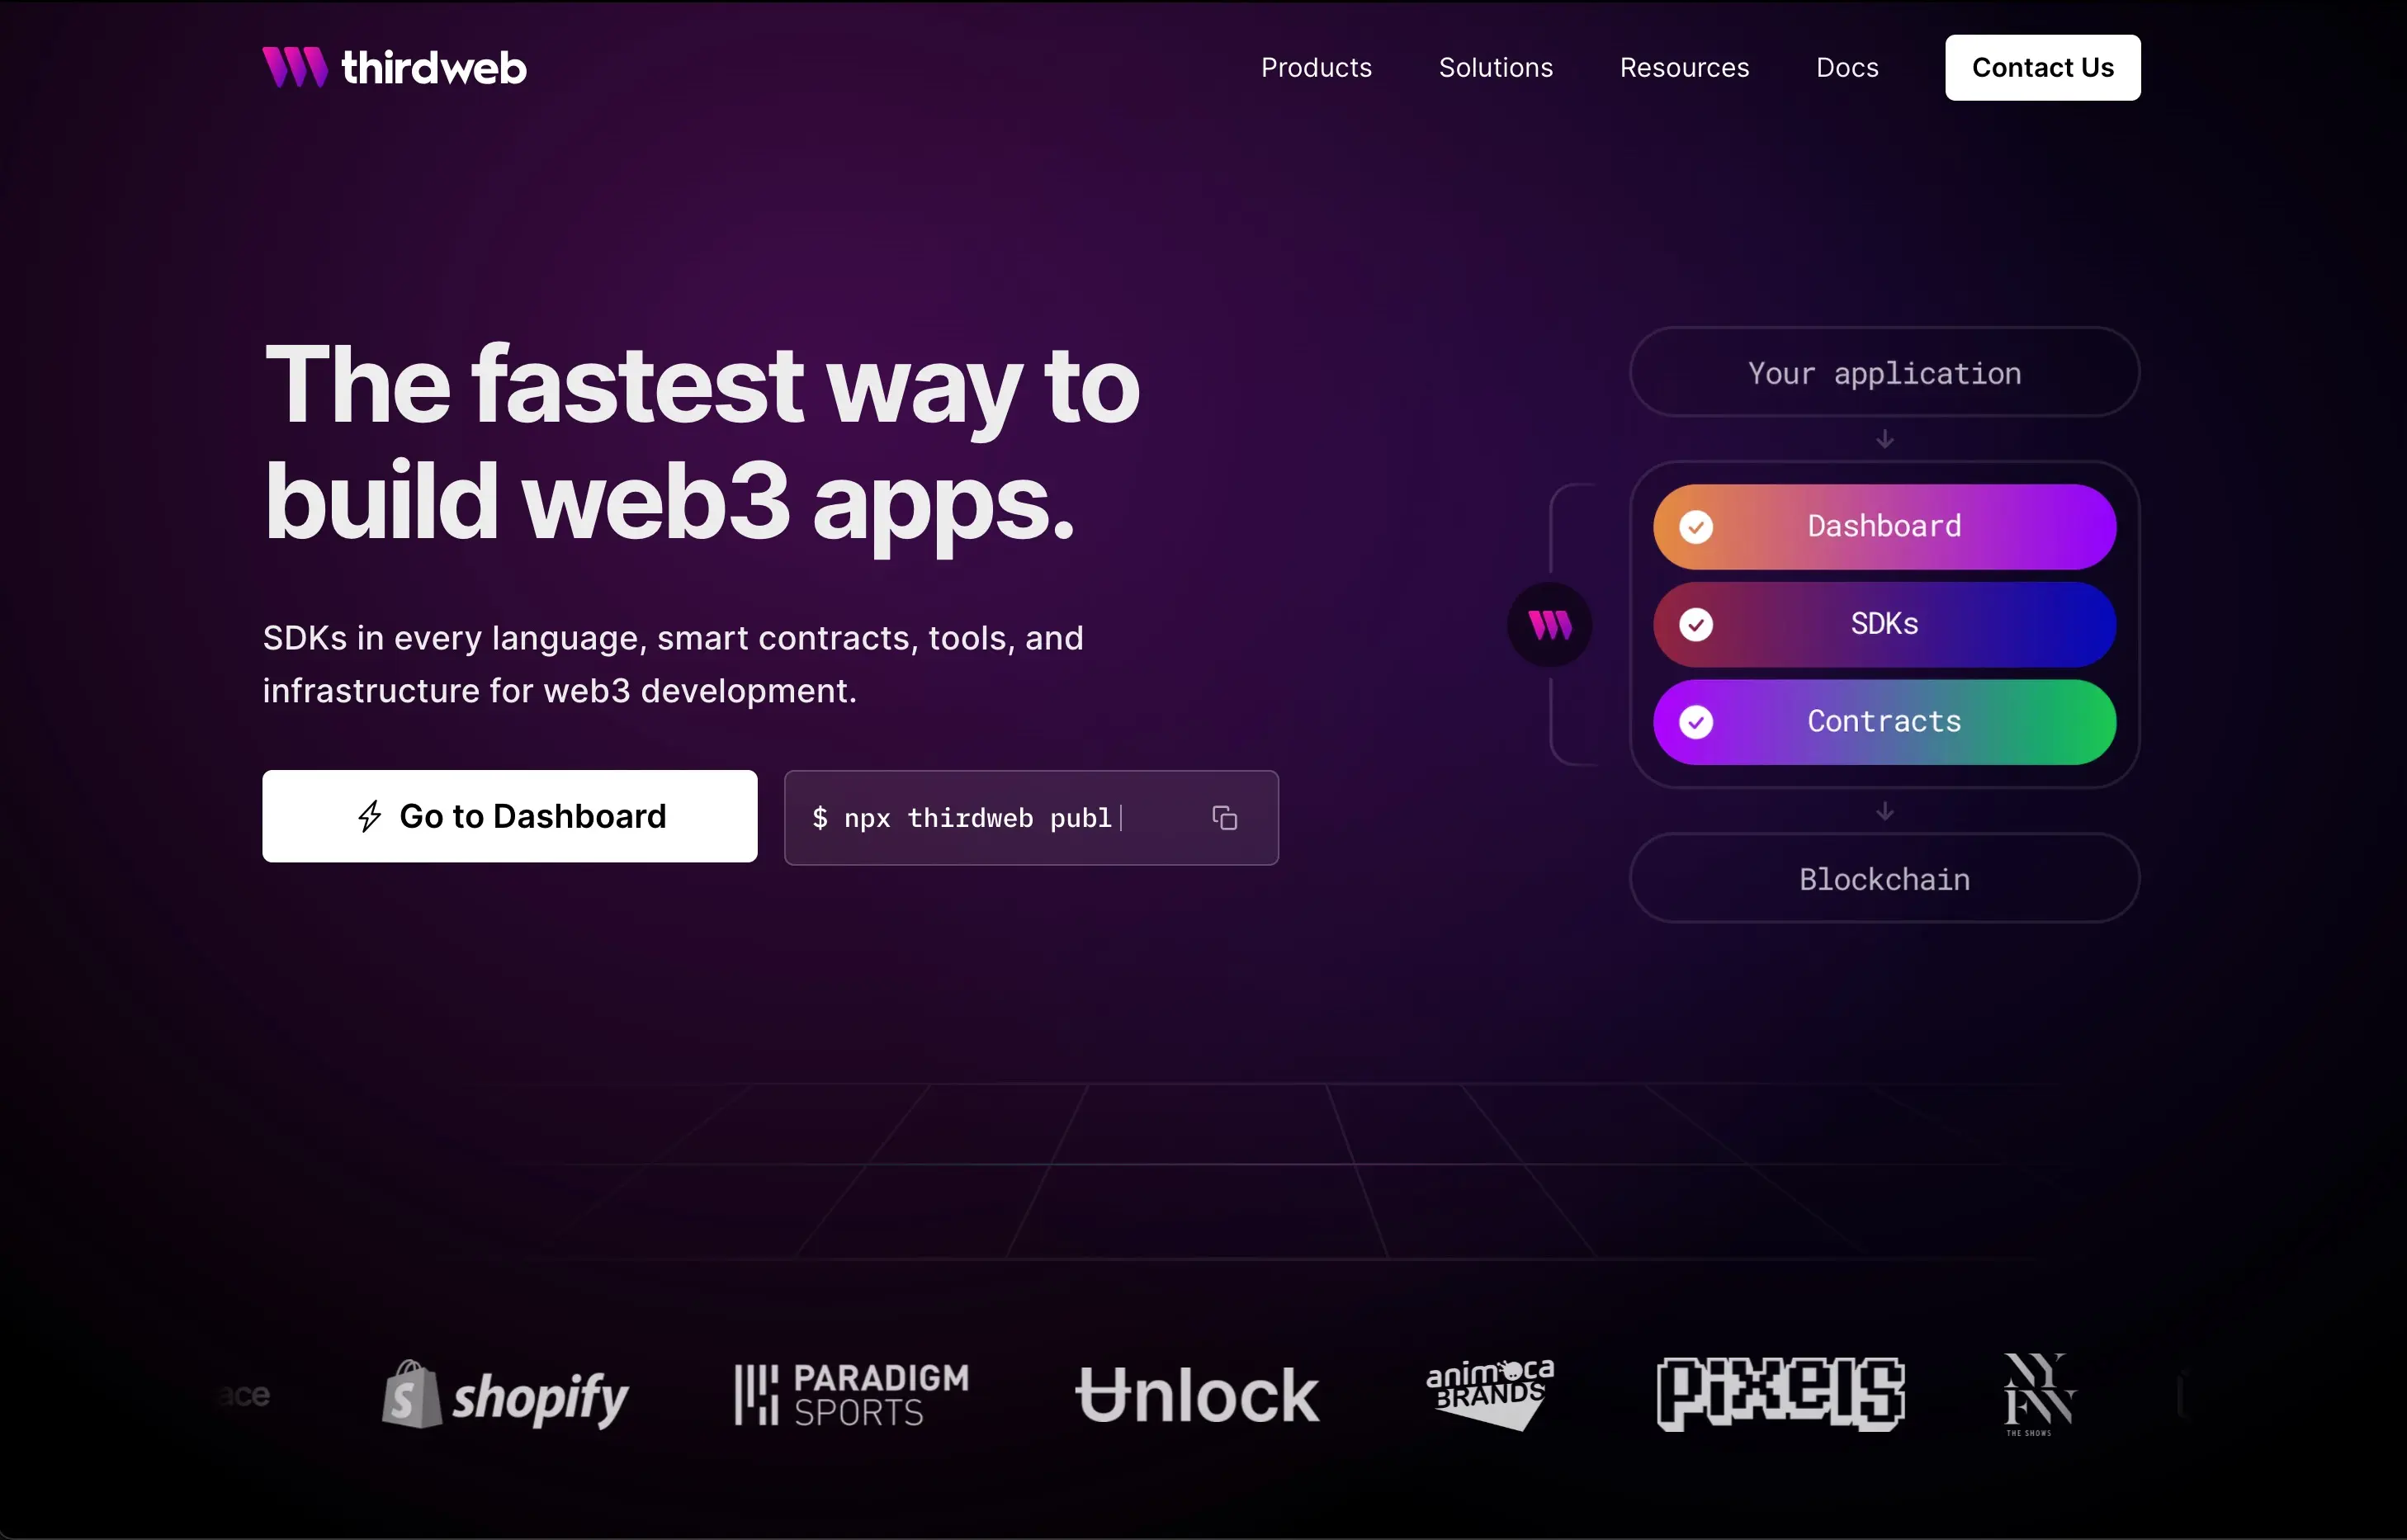 thirdweb
Products
Solutions
Resources
Docs
Contact Us
The fastest way to
build web3 apps.
SDKs in every language, smart contracts, tools, and
infrastructure for web3 development.
Go to Dashboard
$ npx thirdweb publ
Your application
Dashboard
SDKs
Contracts
Blockchain
ace
shopify
PARADIGM
SPORTS
Unlock
animoca
BRANDS
PIXELS
NY
FW
THE SHOWS